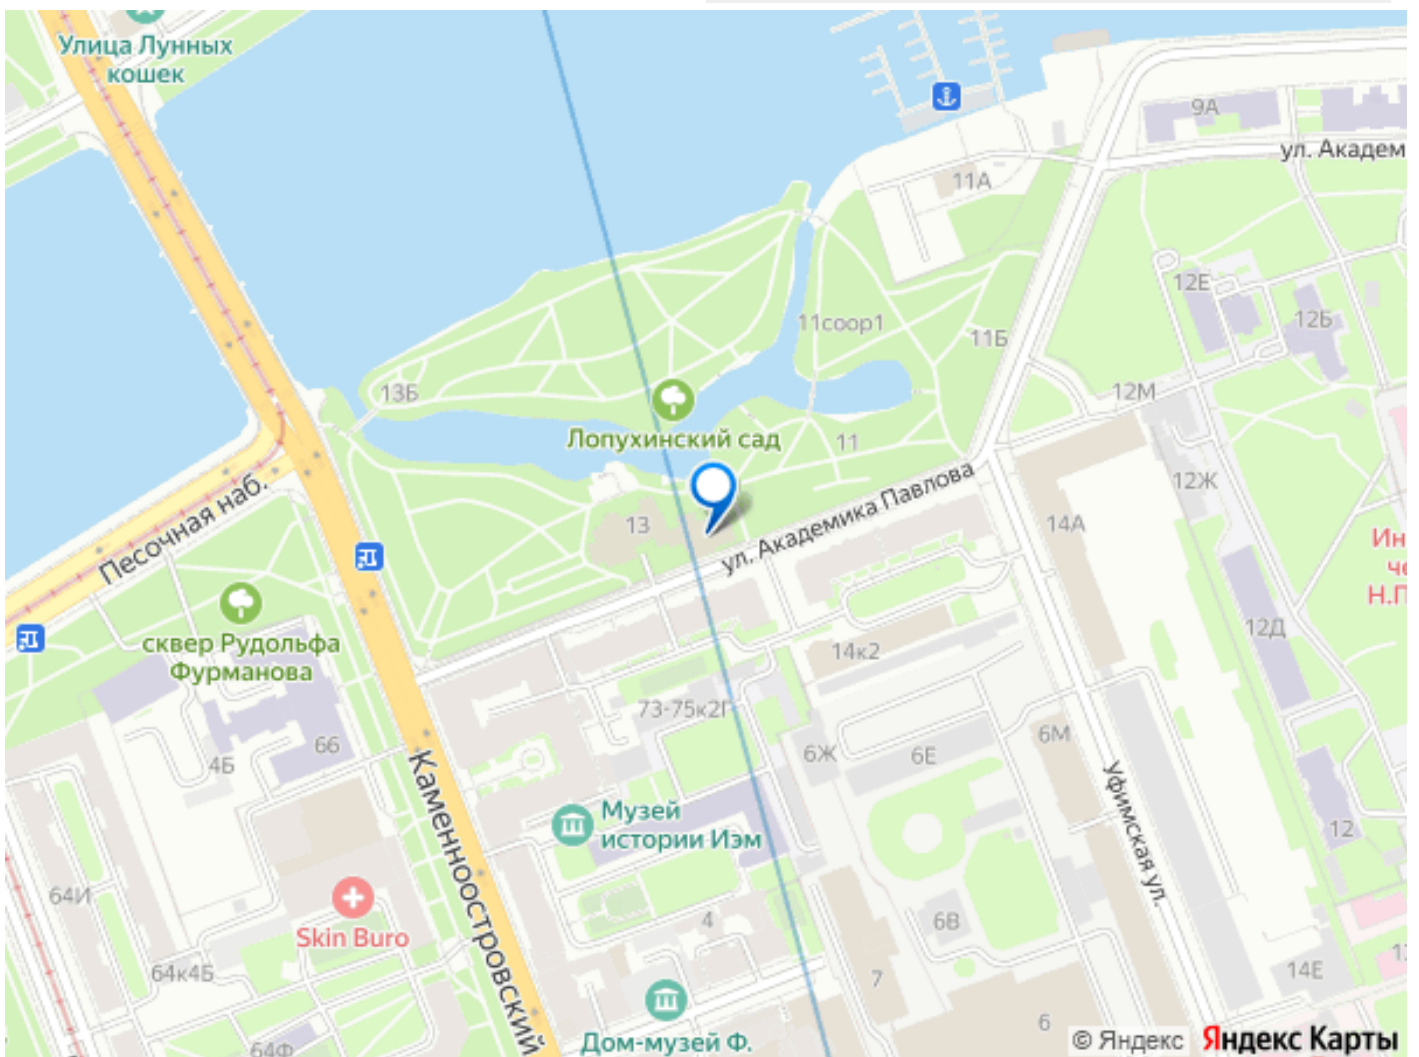 Улица Лунных
кошек
9А
ул. Академ
11А
12Е
12Б
11соор1
11Б
13Б
12М
Лопухинский сад
11
Песочная наб.
13
ул. Академика Павлова
12Ж
14А
Ин
че
Н.П
сквер Рудольфа
Фурманова
14к2
12Д
73-75к2Г
66
4Б
6Ж
6Е
6М
Каменноостровский
Уфимская ул.
Музей
истории Иэм
12
64И
Skin Buro
4
6В
64к4Б
7
14Е
12
Дом-музей Ф.
64Ф
6
© Яндекс
Яндекс Карты